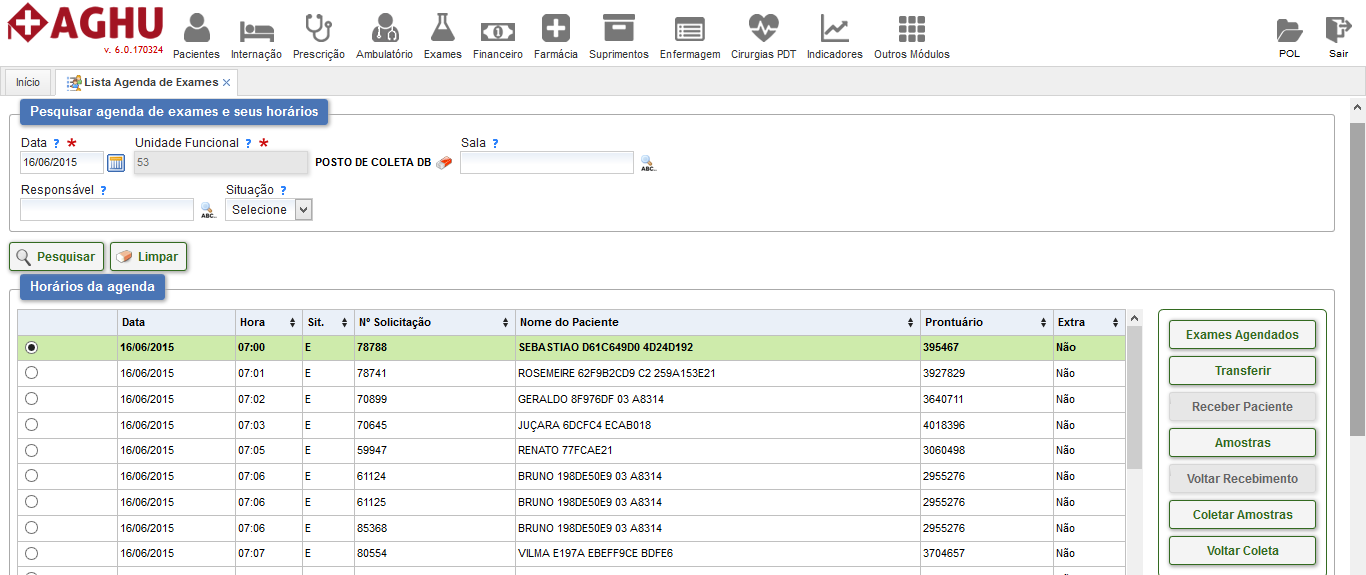 AGHU
v. 6.0.170324
Pacientes Internação Prescrição Ambulatório Exames Financeiro Farmácia Suprimentos Enfermagem Cirurgias PDT Indicadores Outros Módulos POL Sair
Início Lista Agenda de Exames
Pesquisar agenda de exames e seus horários
Data ? * Unidade Funcional ? * Sala ?
16/06/2015 53 POSTO DE COLETA DB ABC..
Responsável ? Situação ?
ABC.. Selecione
Pesquisar Limpar
Horários da agenda
Data Hora Sit. Nº Solicitação Nome do Paciente Prontuário Extra
16/06/2015 07:00 E 78788 SEBASTIAO D61C649D0 4D24D192 395467 Não
16/06/2015 07:01 E 78741 ROSEMEIRE 62F9B2CD9 C2 259A153E21 3927829 Não
16/06/2015 07:02 E 70899 GERALDO 8F976DF 03 A8314 3640711 Não
16/06/2015 07:03 E 70645 JUÇARA 6DCFC4 ECAB018 4018396 Não
16/06/2015 07:05 E 59947 RENATO 77FCAE21 3060498 Não
16/06/2015 07:06 E 61124 BRUNO 198DE50E9 03 A8314 2955276 Não
16/06/2015 07:06 E 61125 BRUNO 198DE50E9 03 A8314 2955276 Não
16/06/2015 07:06 E 85368 BRUNO 198DE50E9 03 A8314 2955276 Não
16/06/2015 07:07 E 80554 VILMA E197A EBEFF9CE BDFE6 3704657 Não
Exames Agendados
Transferir
Receber Paciente
Amostras
Voltar Recebimento
Coletar Amostras
Voltar Coleta